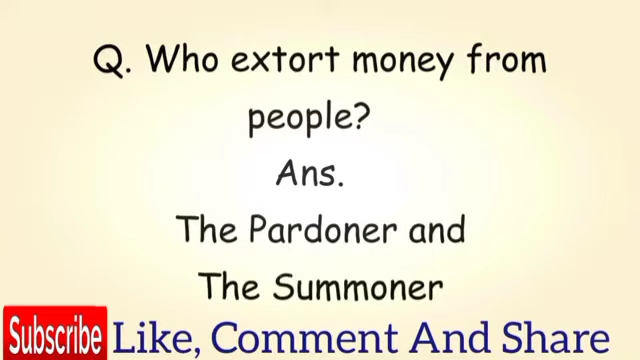 Q. Who extort money from
people?
Ans.
The Pardoner and
The Summoner
Subscribe Like, Comment And Share